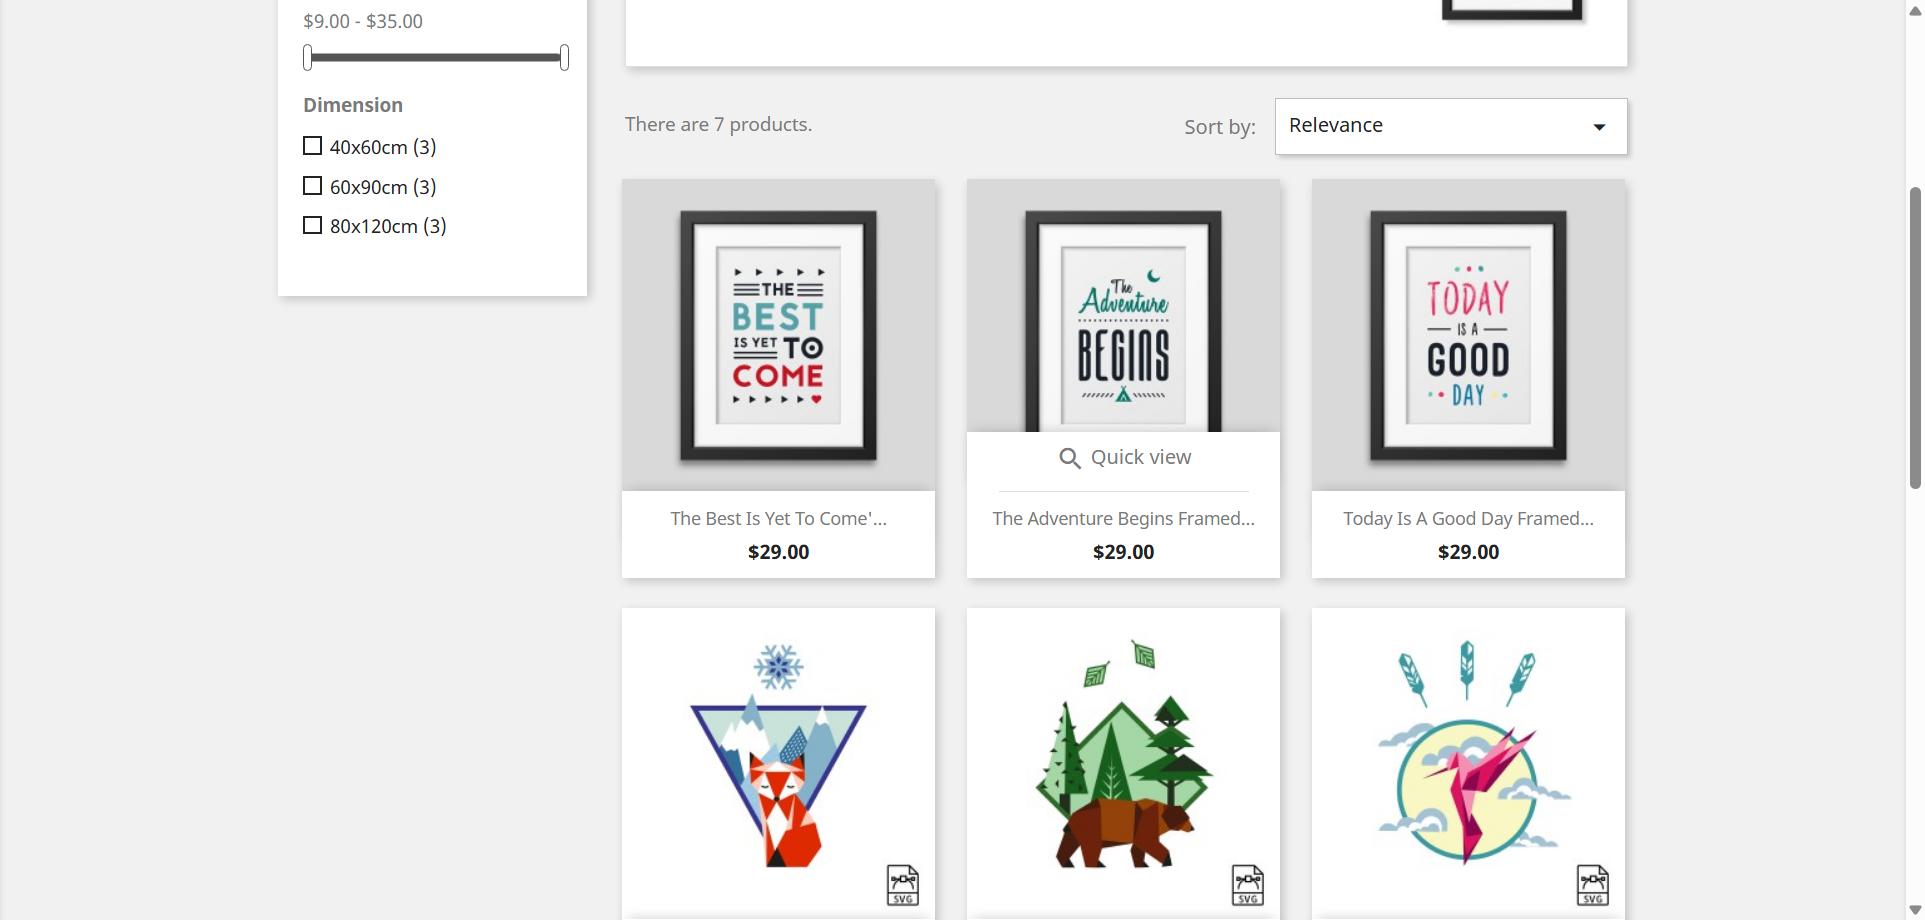 $9.00 - $35.00
Dimension
40x60cm (3)
60x90cm (3)
80x120cm (3)
There are 7 products.
Sort by:
Relevance
THE
BEST
IS YET TO
COME
The Best Is Yet To Come'...
$29.00
The
Adventure
BEGINS
Quick view
The Adventure Begins Framed...
$29.00
TODAY
IS A
GOOD
DAY
Today Is A Good Day Framed...
$29.00
SVG
SVG
SVG